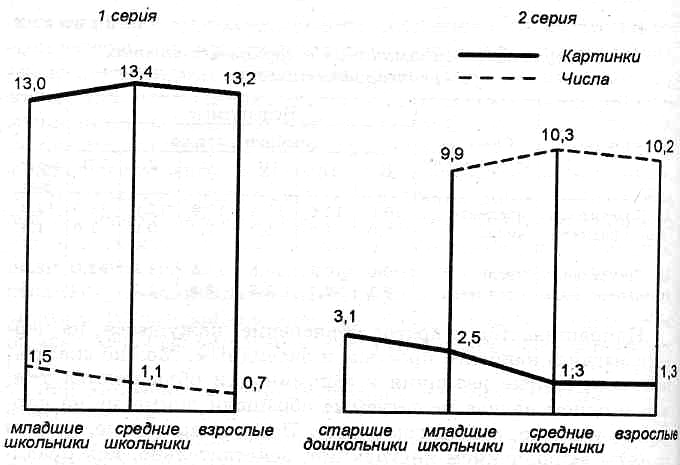 1 серия
2 серия
Картинки
Числа
13,0
13,4
13,2
1,5
1,1
0,7
младшие школьники
средние школьники
взрослые
9,9
10,3
10,2
3,1
2,5
1,3
1,3
старшие дошкольники
младшие школьники
средние школьники
взрослые